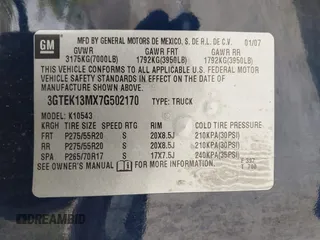 GM
MFD BY GENERAL MOTORS DE MEXICO, S. DE R.L. DE C.V. 01/07
GVWR GAWR FRT GAWR RR
3175KG(7000LB) 1792KG(3950LB) 1792KG(3950LB)
THIS VEHICLE CONFORMS TO ALL APPLICABLE U.S. FEDERAL MOTOR
VEHICLE SAFETY STANDARDS IN EFFECT ON THE DATE OF
MANUFACTURE SHOWN ABOVE.
3GTEK13MX7G502170 TYPE: TRUCK
MODEL: K10543
TIRE SIZE SPEED RTG RIM COLD TIRE PRESSURE
FRT P275/55R20 S 20X8.5J 210KPA(30PSI)
RR P275/55R20 S 20X8.5J 210KPA(30PSI)
SPA P265/70R17 S 17X7.5J 240KPA(35PSI)
SEE OWNER'S MANUAL FOR ADDITIONAL INFORMATION.
DREAMBID